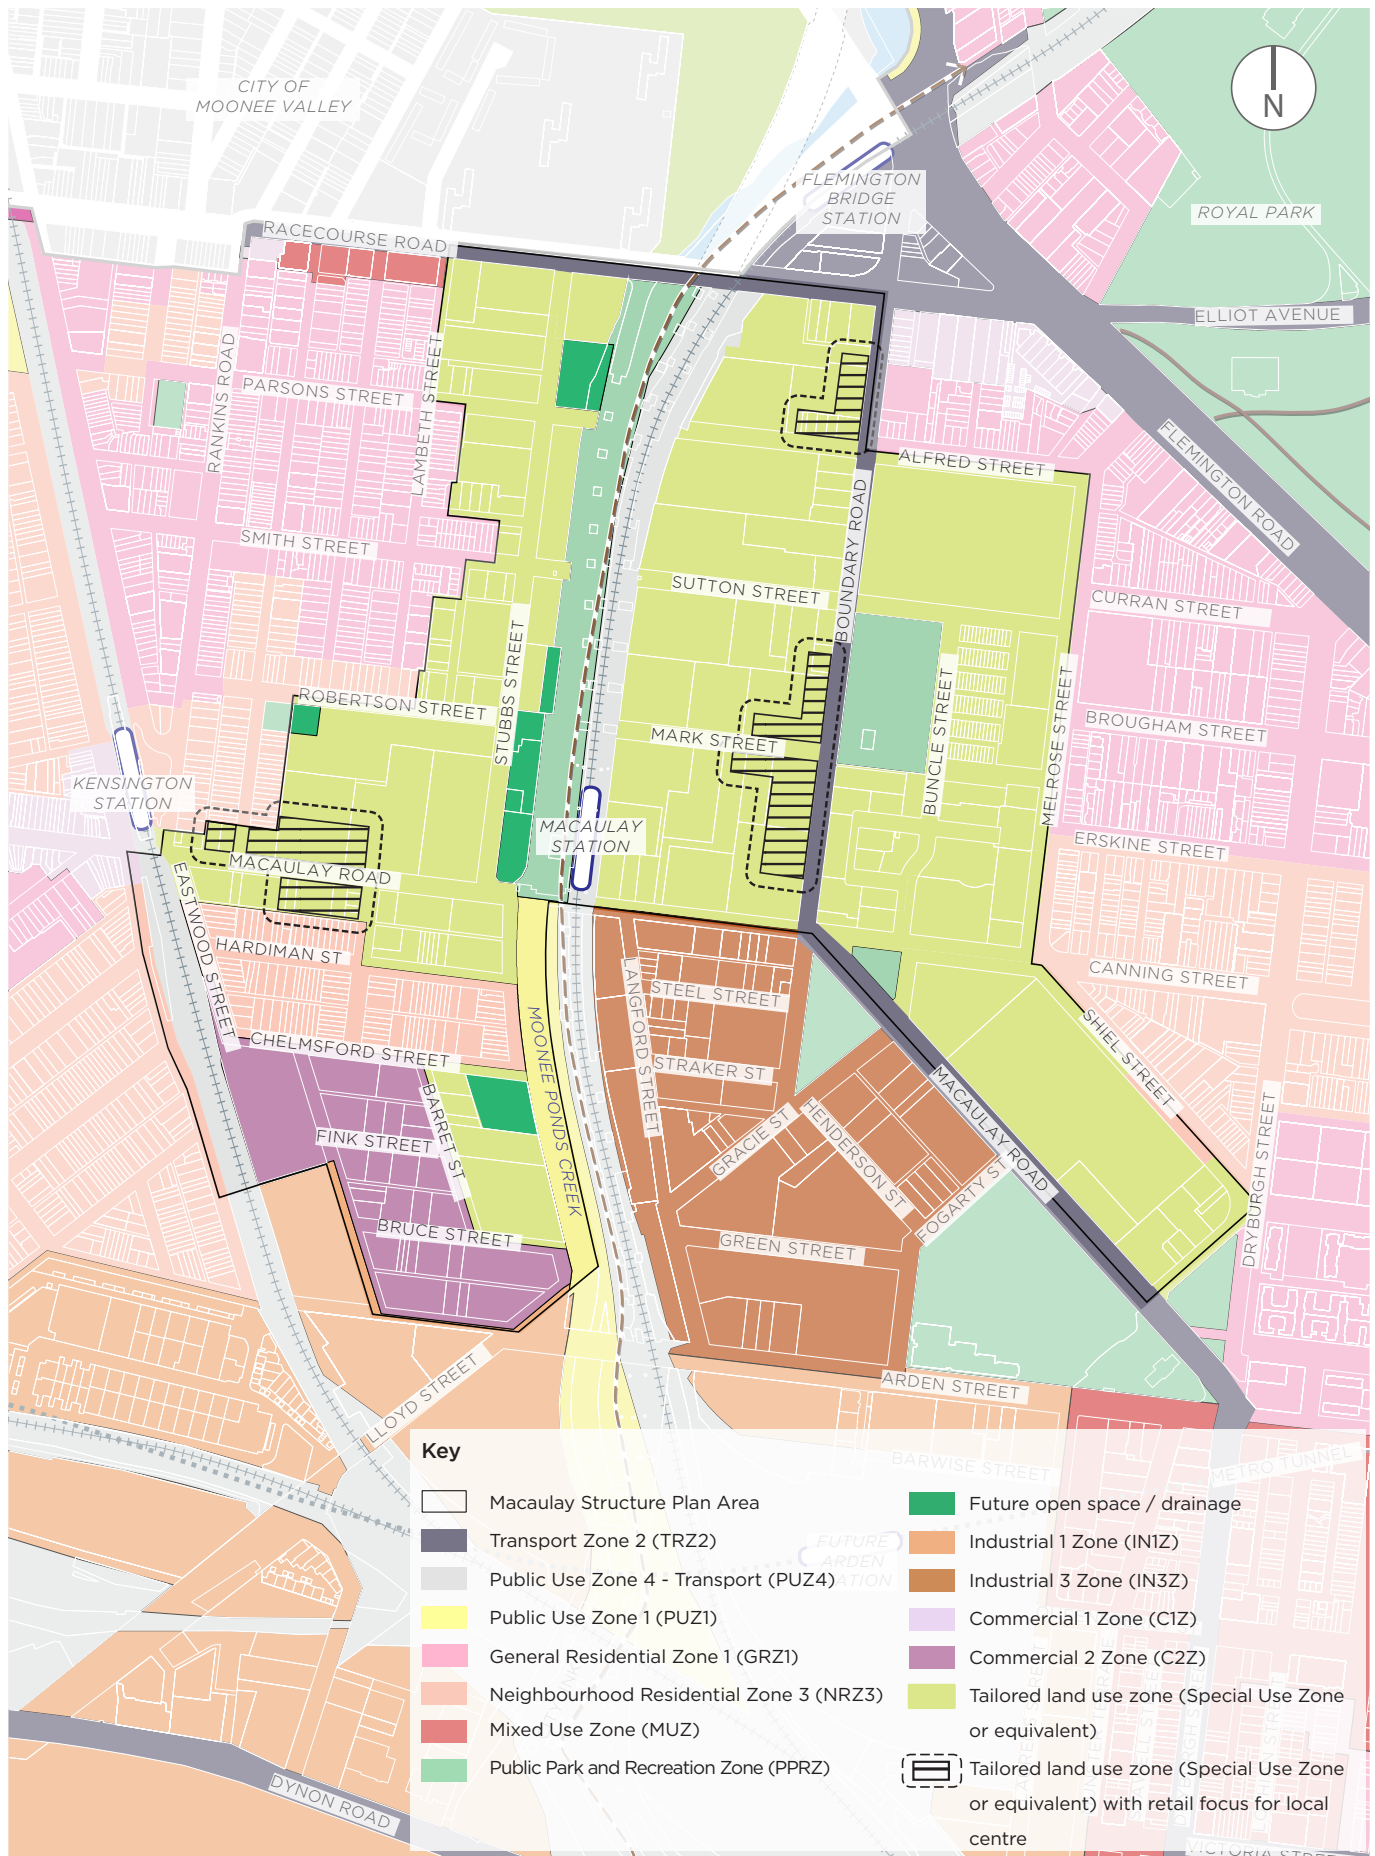 CITY OF
MOONEE VALLEY
N
FLEMINGTON
BRIDGE
STATION
ROYAL PARK
RACECOURSE ROAD
ELLIOT AVENUE
RANKINS ROAD
PARSONS STREET
LAMBETH STREET
ALFRED STREET
FLEMINGTON ROAD
SMITH STREET
BOUNDARY ROAD
SUTTON STREET
CURRAN STREET
STUBBS STREET
ROBERTSON STREET
BUNCLE STREET
MELROSE STREET
BROUGHAM STREET
MARK STREET
KENSINGTON
STATION
MACAULAY
STATION
ERSKINE STREET
MACAULAY ROAD
EASTWOOD STREET
HARDIMAN ST
LANGFORD STREET
STEEL STREET
CANNING STREET
SHIEL STREET
MOONEE PONDS CREEK
CHELMSFORD STREET
STRAKER ST
BARRET ST
MACAULAY ROAD
GRACIE ST
HENDERSON ST
FINK STREET
FOGARTY ST
DRYBURGH STREET
BRUCE STREET
GREEN STREET
LLOYD STREET
ARDEN STREET
BARWISE STREET
METRO TUNNEL
FUTURE
ARDEN
Key
Macaulay Structure Plan Area
Transport Zone 2 (TRZ2)
Public Use Zone 4 - Transport (PUZ4)
Public Use Zone 1 (PUZ1)
General Residential Zone 1 (GRZ1)
Neighbourhood Residential Zone 3 (NRZ3)
Mixed Use Zone (MUZ)
Public Park and Recreation Zone (PPRZ)
Future open space / drainage
Industrial 1 Zone (IN1Z)
Industrial 3 Zone (IN3Z)
Commercial 1 Zone (C1Z)
Commercial 2 Zone (C2Z)
Tailored land use zone (Special Use Zone
or equivalent)
Tailored land use zone (Special Use Zone
or equivalent) with retail focus for local
centre
DYNON ROAD